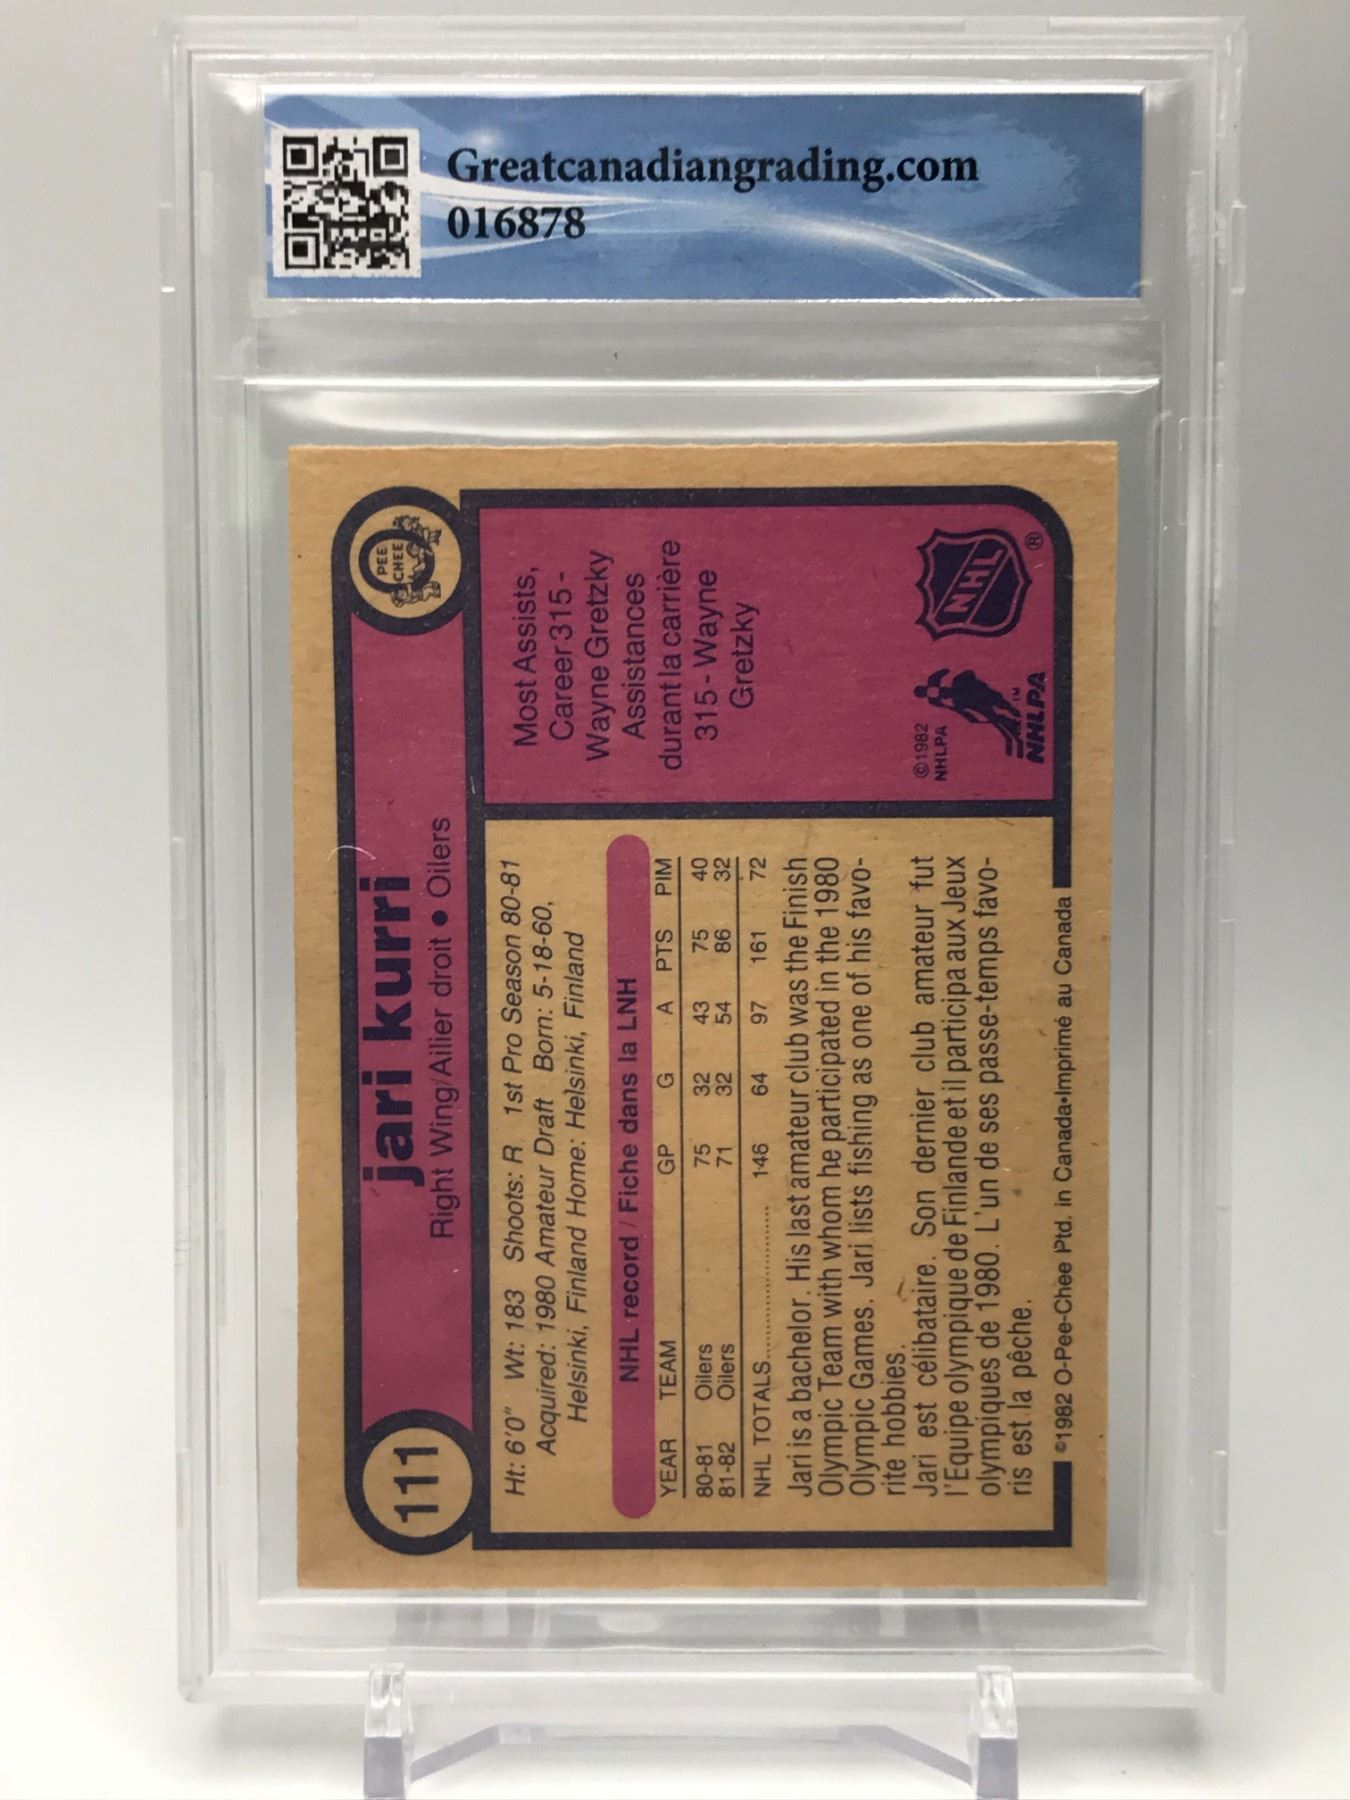 Greatcanadiangrading.com
016878
111
jari kurri
Right Wing/Ailier droit • Oilers
O
PEE
CHEE
Ht: 6'0" Wt: 183 Shoots: R 1st Pro Season 80-81
Acquired: 1980 Amateur Draft Born: 5-18-60,
Helsinki, Finland Home: Helsinki, Finland
NHL record / Fiche dans la LNH
YEAR TEAM GP G A PTS PIM
80-81 Oilers 75 32 43 75 40
81-82 Oilers 71 32 54 86 32
NHL TOTALS.................... 146 64 97 161 72
Jari is a bachelor. His last amateur club was the Finish
Olympic Team with whom he participated in the 1980
Olympic Games. Jari lists fishing as one of his favo-
rite hobbies.
Jari est célibataire. Son dernier club amateur fut
l'Equipe olympique de Finlande et il participa aux Jeux
olympiques de 1980. L'un de ses passe-temps favo-
ris est la pêche.
©1982 O-Pee-Chee Ptd. in Canada•Imprimé au Canada
Most Assists,
Career 315 -
Wayne Gretzky
Assistances
durant la carrière
315 - Wayne
Gretzky
©1982
NHLPA
NHLPA
TM
NHL
®